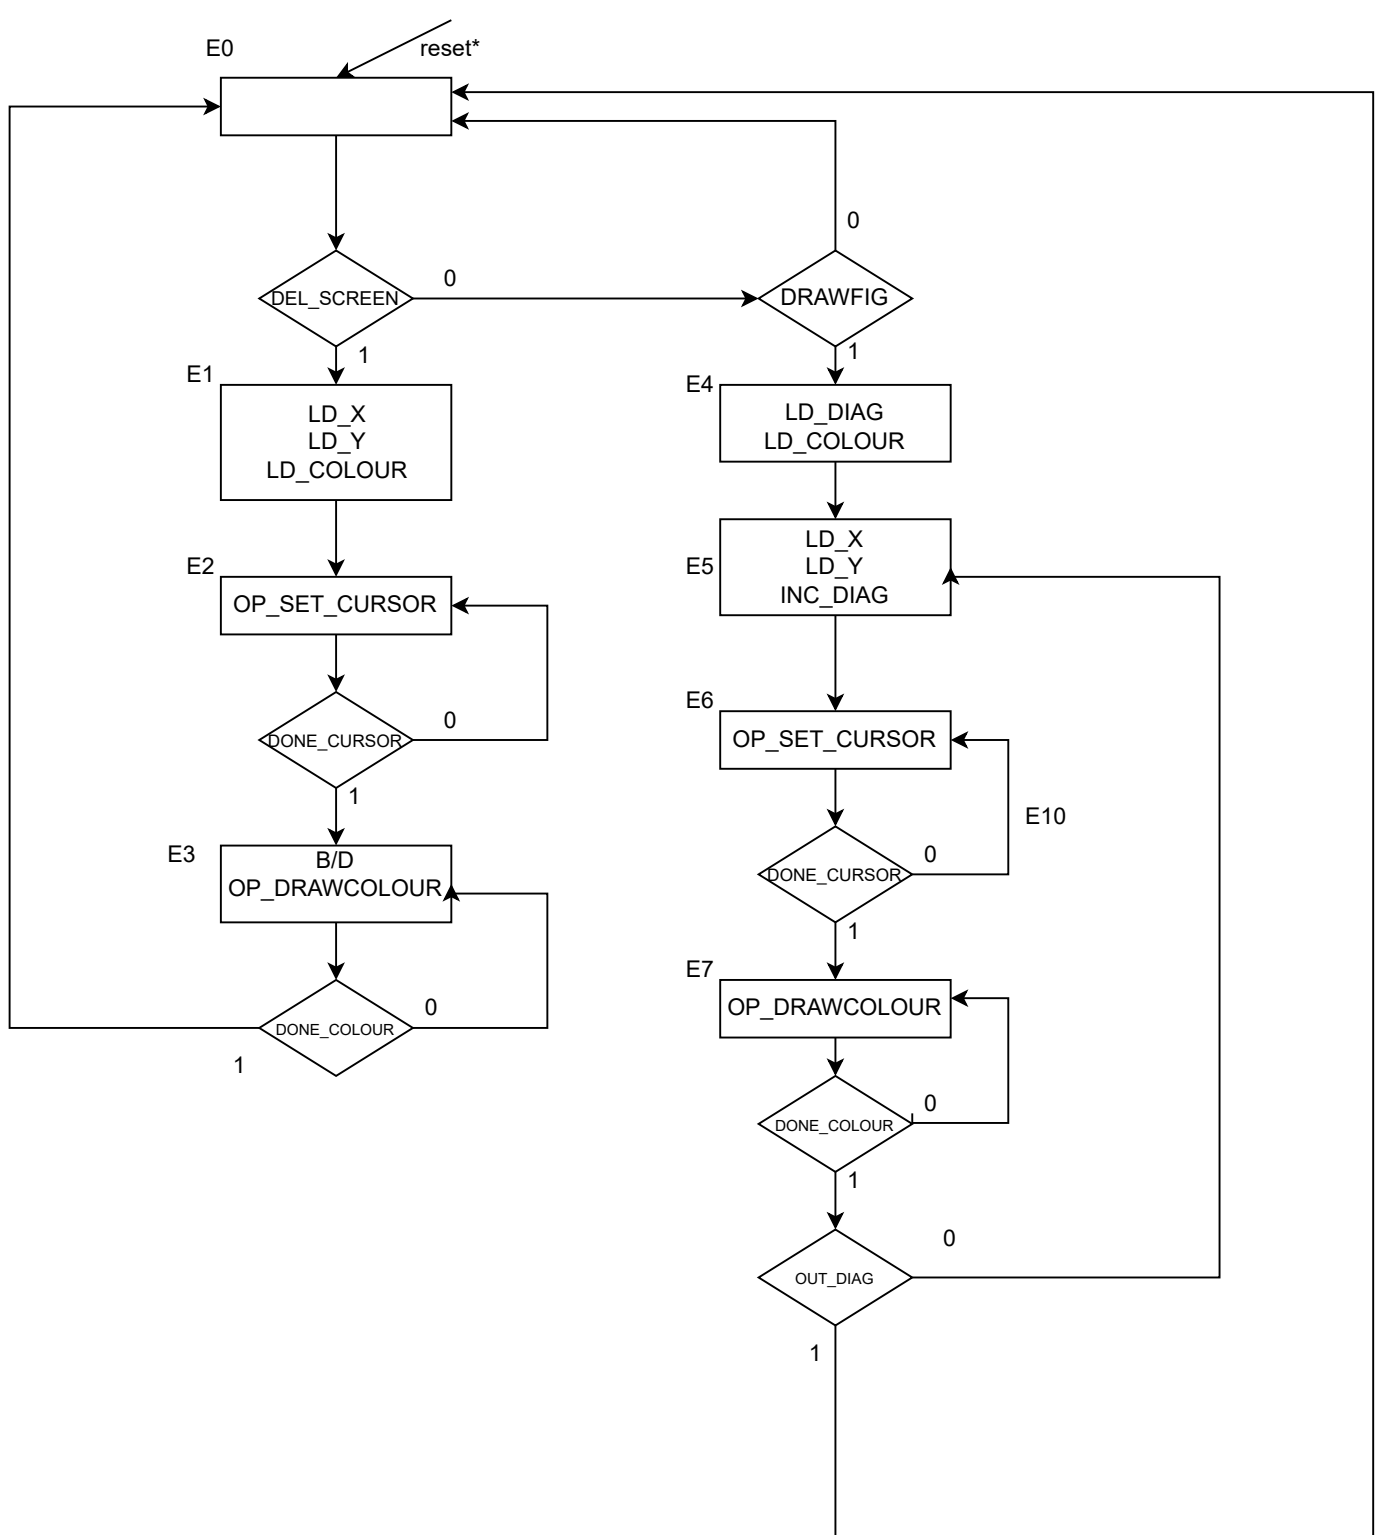 E0
reset*
0
DEL_SCREEN
0
DRAWFIG
1
1
E1
LD_X
LD_Y
LD_COLOUR
E4
LD_DIAG
LD_COLOUR
E5
LD_X
LD_Y
INC_DIAG
E2
OP_SET_CURSOR
DONE_CURSOR
0
1
E6
OP_SET_CURSOR
E10
DONE_CURSOR
0
1
E3
B/D
OP_DRAWCOLOUR
DONE_COLOUR
0
1
E7
OP_DRAWCOLOUR
DONE_COLOUR
0
1
OUT_DIAG
0
1